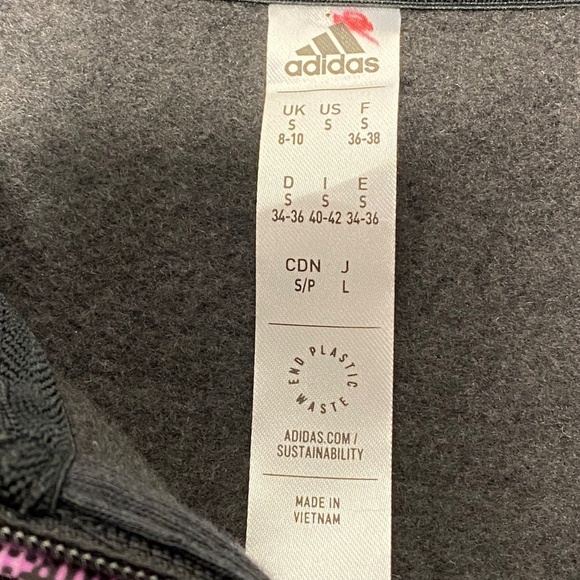 adidas
UK US F
S S S
8-10 36-38
D I E
S S S
34-36 40-42 34-36
CDN J
S/P L
END PLASTIC WASTE
ADIDAS.COM/
SUSTAINABILITY
MADE IN
VIETNAM